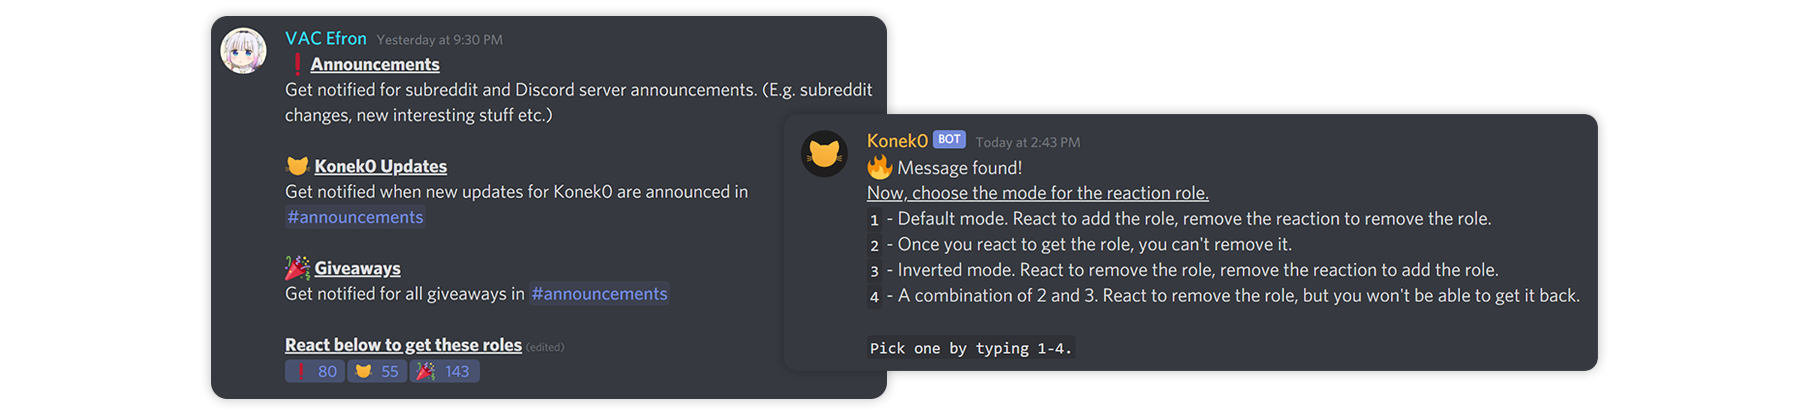 VAC Efron Yesterday at 9:30 PM
❗ Announcements
Get notified for subreddit and Discord server announcements. (E.g. subreddit
changes, new interesting stuff etc.)
Konek0 Updates
Get notified when new updates for Konek0 are announced in
#announcements
🎉 Giveaways
Get notified for all giveaways in #announcements
React below to get these roles (edited)
❗ 80 55 🎉 143
Konek0 BOT Today at 2:43 PM
🔥 Message found!
Now, choose the mode for the reaction role.
1 - Default mode. React to add the role, remove the reaction to remove the role.
2 - Once you react to get the role, you can't remove it.
3 - Inverted mode. React to remove the role, remove the reaction to add the role.
4 - A combination of 2 and 3. React to remove the role, but you won't be able to get it back.
Pick one by typing 1-4.